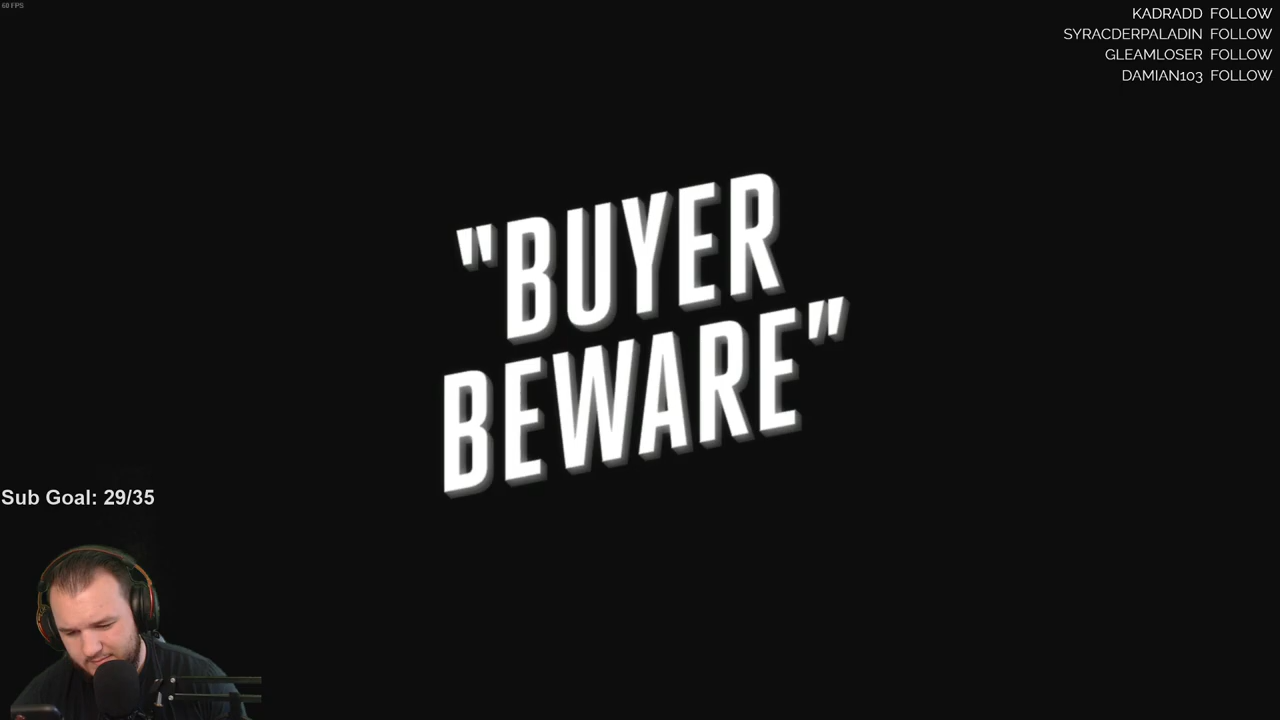 60 FPS
KADRADD FOLLOW
SYRACDERPALADIN FOLLOW
GLEAMLOSER FOLLOW
DAMIAN103 FOLLOW
"BUYER
BEWARE"
Sub Goal: 29/35